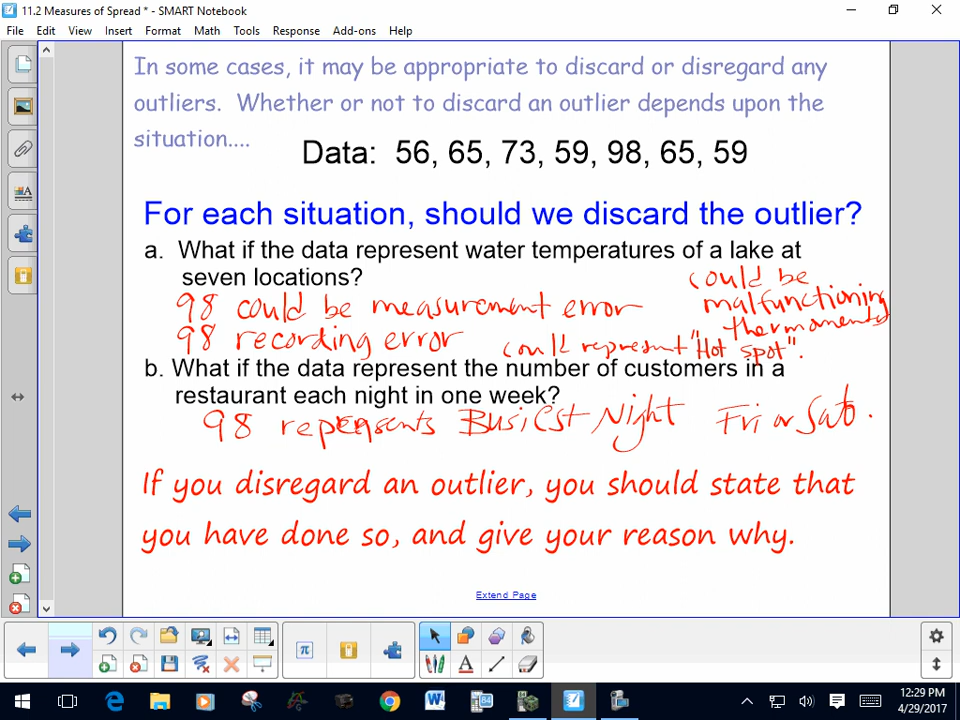 11.2 Measures of Spread * - SMART Notebook
File Edit View Insert Format Math Tools Response Add-ons Help
In some cases, it may be appropriate to discard or disregard any
outliers. Whether or not to discard an outlier depends upon the
situation....
Data: 56, 65, 73, 59, 98, 65, 59
For each situation, should we discard the outlier?
a. What if the data represent water temperatures of a lake at
seven locations?
98 could be measurement error
98 recording error
could be
malfunctioning
could represent "Hot spot".
b. What if the data represent the number of customers in a
restaurant each night in one week?
98 Busiest Night Fri or Sat.
If you disregard an outlier, you should state that
you have done so, and give your reason why.
Extend Page
12:29 PM
4/29/2017